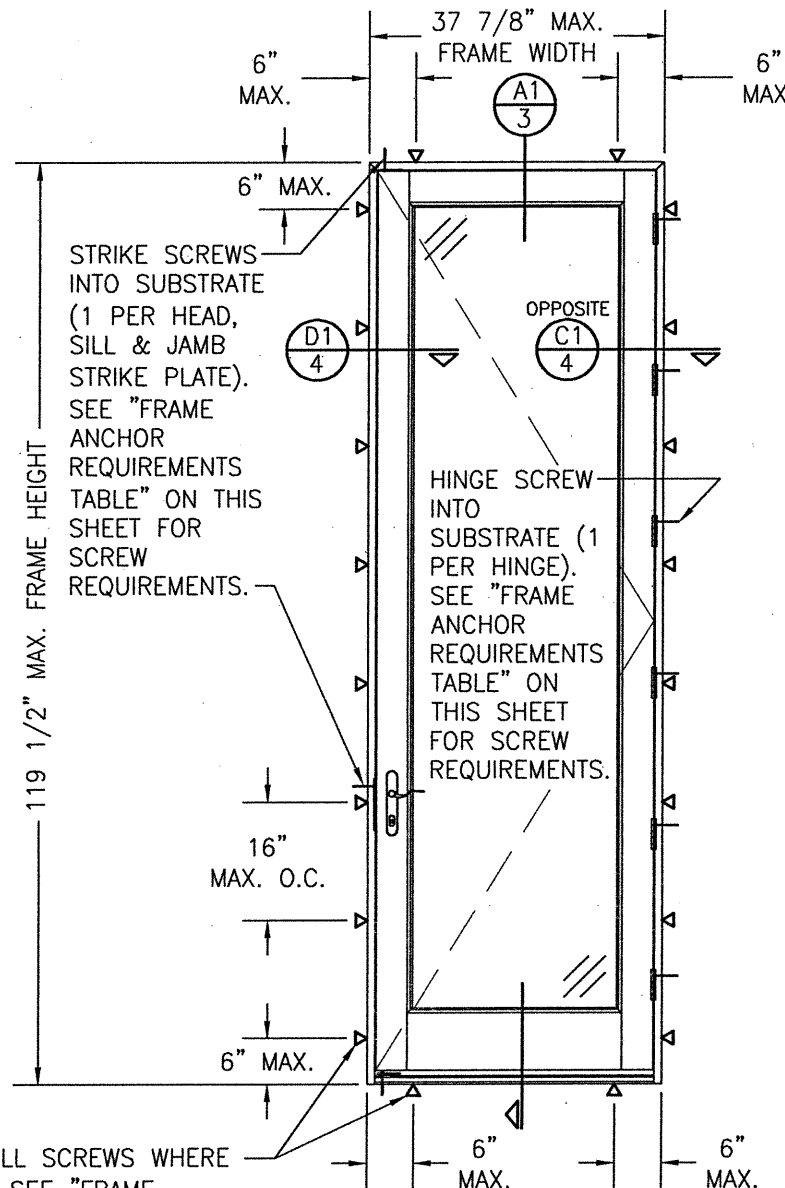 37 7/8" MAX.
FRAME WIDTH
6"
MAX.
6"
MAX
A1
3
6" MAX.
STRIKE SCREWS
INTO SUBSTRATE
(1 PER HEAD,
SILL & JAMB
STRIKE PLATE).
SEE "FRAME
ANCHOR
REQUIREMENTS
TABLE" ON THIS
SHEET FOR
SCREW
REQUIREMENTS.
D1
4
OPPOSITE
C1
4
119 1/2" MAX. FRAME HEIGHT
HINGE SCREW
INTO
SUBSTRATE (1
PER HINGE).
SEE "FRAME
ANCHOR
REQUIREMENTS
TABLE" ON
THIS SHEET
FOR SCREW
REQUIREMENTS.
16"
MAX. O.C.
6" MAX.
LL SCREWS WHERE
SEE "FRAME
6"
MAX.
6"
MAX.